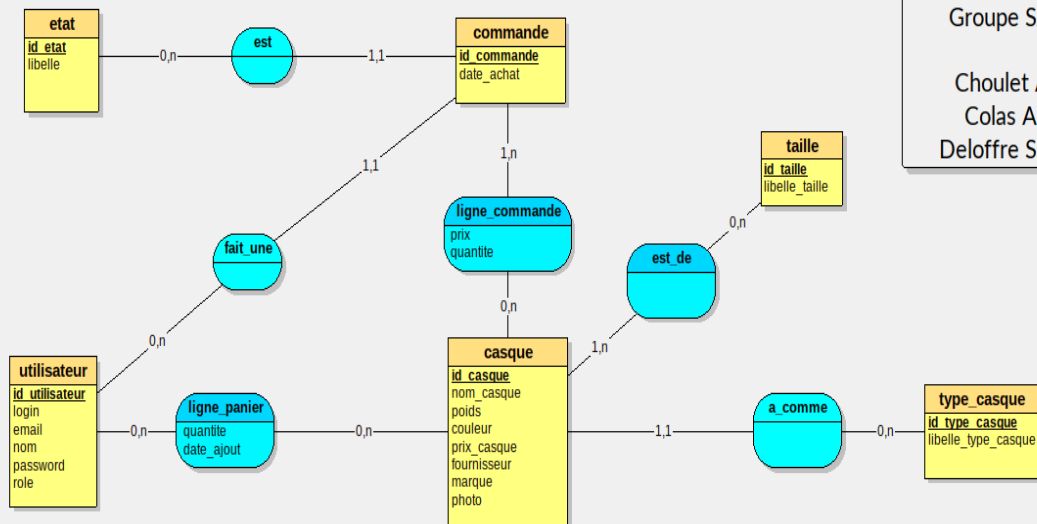 etat
id_etat
libelle
0,n
est
1,1
commande
id_commande
date_achat
Groupe S
Choulet
Colas A
Deloffre S
1,1
1,n
taille
id_taille
libelle_taille
0,n
ligne_commande
prix
quantite
fait_une
est_de
0,n
0,n
1,n
utilisateur
id_utilisateur
login
email
nom
password
role
0,n
ligne_panier
quantite
date_ajout
0,n
casque
id_casque
nom_casque
poids
couleur
prix_casque
fournisseur
marque
photo
1,1
a_comme
0,n
type_casque
id_type_casque
libelle_type_casque